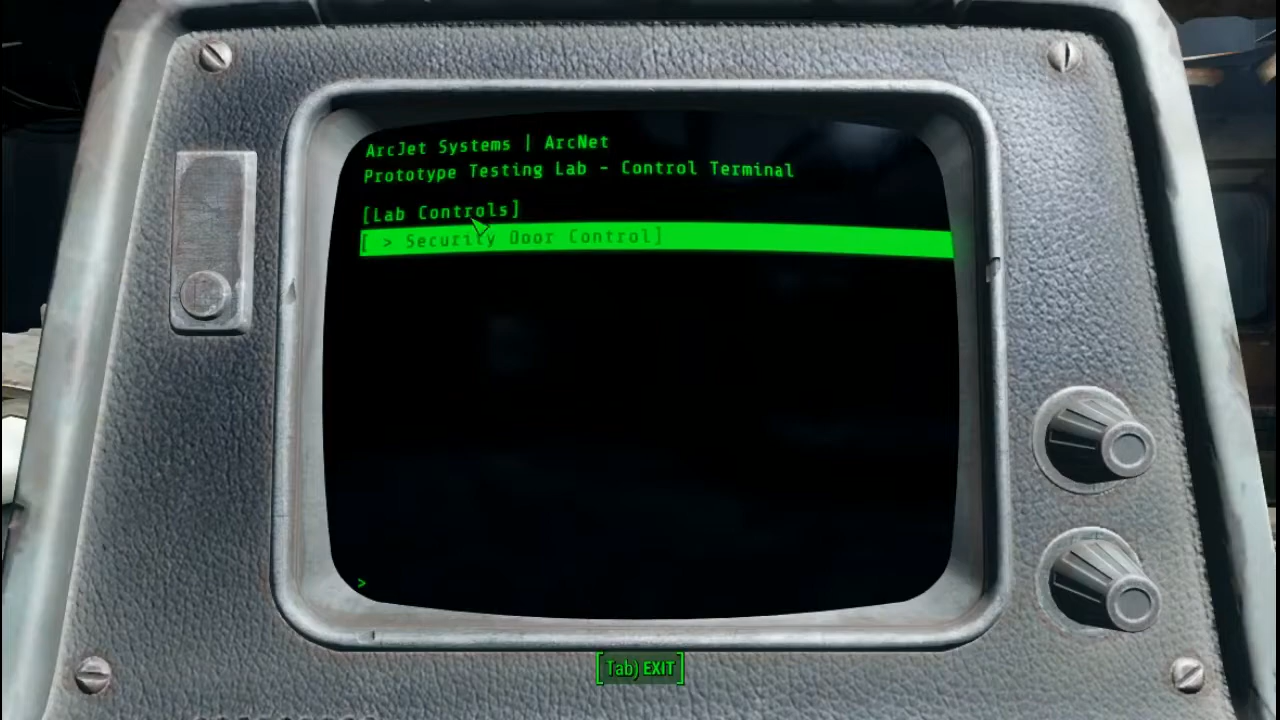 ArcJet Systems | ArcNet
Prototype Testing Lab - Control Terminal
[Lab Controls]
[ > Security Door Control]
>
[Tab) EXIT]